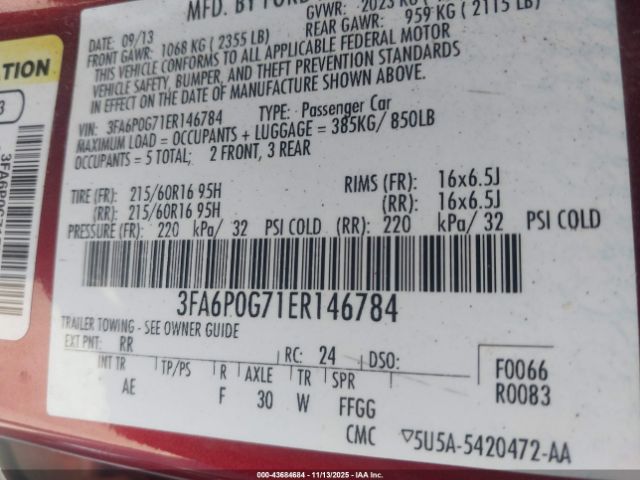 MFD. BY FORD
GVWR: 2023 KG
DATE: 09/13
REAR GAWR: 959 KG ( 2115 LB)
FRONT GAWR: 1068 KG ( 2355 LB)
THIS VEHICLE CONFORMS TO ALL APPLICABLE FEDERAL MOTOR
VEHICLE SAFETY, BUMPER, AND THEFT PREVENTION STANDARDS
IN EFFECT ON THE DATE OF MANUFACTURE SHOWN ABOVE.
VIN: 3FA6P0G71ER146784 TYPE: Passenger Car
MAXIMUM LOAD = OCCUPANTS + LUGGAGE = 385KG/ 850LB
OCCUPANTS = 5 TOTAL; 2 FRONT, 3 REAR
TIRE (FR): 215/60R16 95H RIMS (FR): 16x6.5J
(RR): 215/60R16 95H (RR): 16x6.5J
PRESSURE (FR): 220 kPa/ 32 PSI COLD (RR): 220 kPa/ 32 PSI COLD
3FA6P0G71ER146784
TRAILER TOWING - SEE OWNER GUIDE
EXT PNT: RR RC: 24 DSO: F0066
INT TR TP/PS R AXLE TR SPR R0083
AE F 30 W FFGG
CMC 5U5A-5420472-AA
00-43684684 - 11/13/2025 - IAAI.com